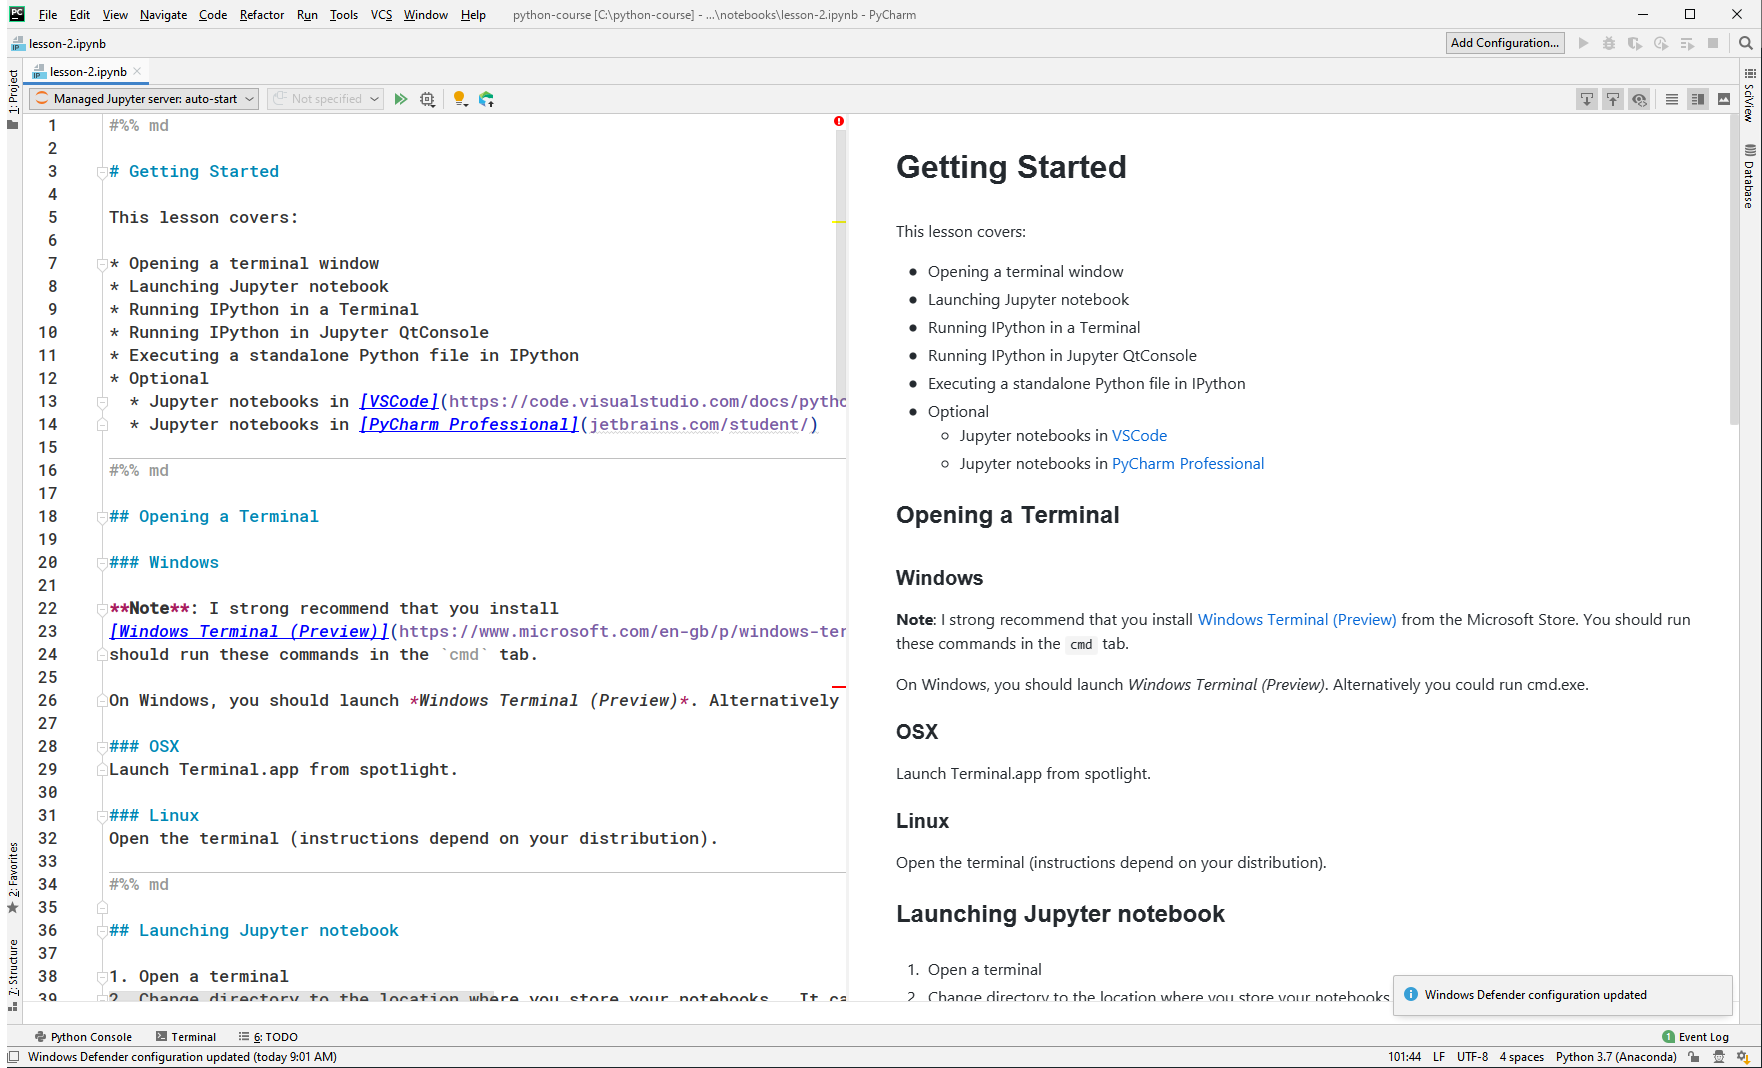 PC File Edit View Navigate Code Refactor Run Tools VCS Window Help python-course [C:\python-course] - ...\notebooks\lesson-2.ipynb - PyCharm
lesson-2.ipynb Add Configuration...
lesson-2.ipynb
Managed Jupyter server: auto-start Not specified
1: Project
2: Favorites
7: Structure
SciView
Database
1 #%% md
2
3 # Getting Started
4
5 This lesson covers:
6
7 * Opening a terminal window
8 * Launching Jupyter notebook
9 * Running IPython in a Terminal
10 * Running IPython in Jupyter QtConsole
11 * Executing a standalone Python file in IPython
12 * Optional
13 * Jupyter notebooks in [VSCode](https://code.visualstudio.com/docs/pytho
14 * Jupyter notebooks in [PyCharm Professional](jetbrains.com/student/)
15
16 #%% md
17
18 ## Opening a Terminal
19
20 ### Windows
21
22 **Note**: I strong recommend that you install
23 [Windows Terminal (Preview)](https://www.microsoft.com/en-gb/p/windows-ter
24 should run these commands in the `cmd` tab.
25
26 On Windows, you should launch *Windows Terminal (Preview)*. Alternatively
27
28 ### OSX
29 Launch Terminal.app from spotlight.
30
31 ### Linux
32 Open the terminal (instructions depend on your distribution).
33
34 #%% md
35
36 ## Launching Jupyter notebook
37
38 1. Open a terminal
39 2. Change directory to the location where you store your notebooks. It ca
Getting Started
This lesson covers:
• Opening a terminal window
• Launching Jupyter notebook
• Running IPython in a Terminal
• Running IPython in Jupyter QtConsole
• Executing a standalone Python file in IPython
• Optional
○ Jupyter notebooks in VSCode
○ Jupyter notebooks in PyCharm Professional
Opening a Terminal
Windows
Note: I strong recommend that you install Windows Terminal (Preview) from the Microsoft Store. You should run
these commands in the cmd tab.
On Windows, you should launch Windows Terminal (Preview). Alternatively you could run cmd.exe.
OSX
Launch Terminal.app from spotlight.
Linux
Open the terminal (instructions depend on your distribution).
Launching Jupyter notebook
1. Open a terminal
2. Change directory to the location where you store your notebooks
Windows Defender configuration updated
Python Console Terminal 6: TODO 1 Event Log
Windows Defender configuration updated (today 9:01 AM) 101:44 LF UTF-8 4 spaces Python 3.7 (Anaconda)